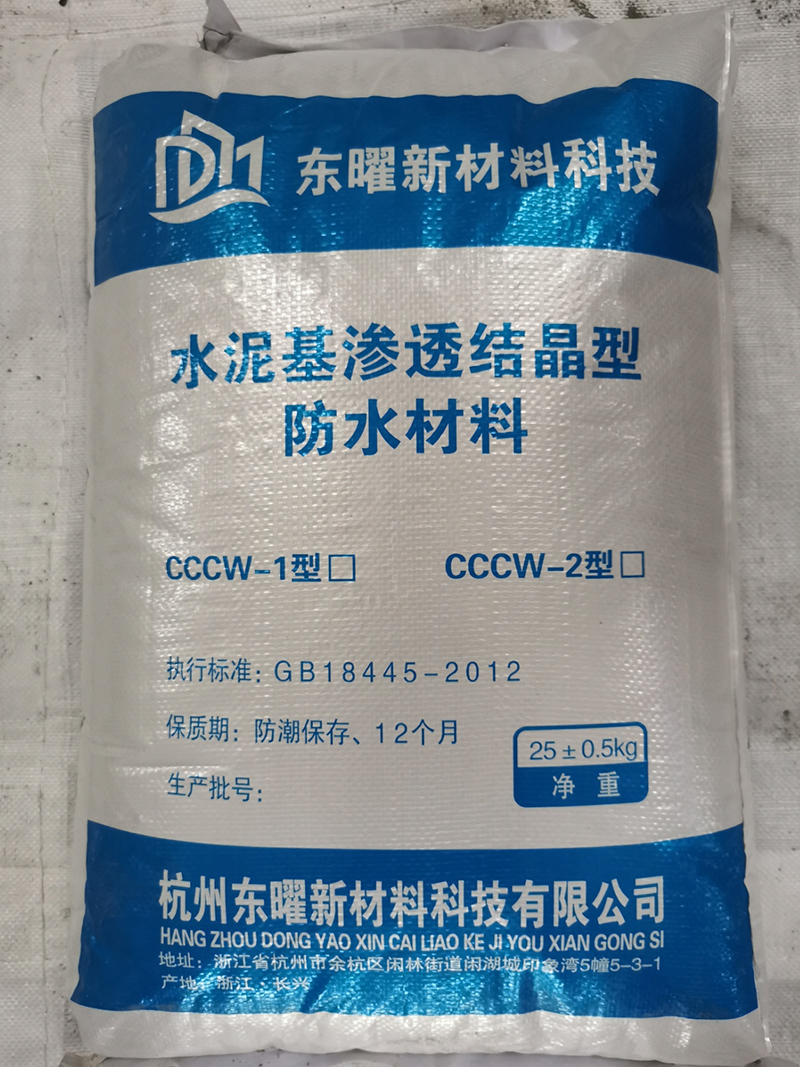 东曜新材料科技
水泥基渗透结晶型
防水材料
CCCW-1型□ CCCW-2型□
执行标准:GB18445-2012
保质期:防潮保存、12个月
生产批号:
25±0.5kg
净 重
杭州东曜新材料科技有限公司
HANG ZHOU DONG YAO XIN CAI LIAO KE JI YOU XIAN GONG SI
地址:浙江省杭州市余杭区闲林街道闲湖城印象湾5幢5-3-1
产地:浙江·长兴